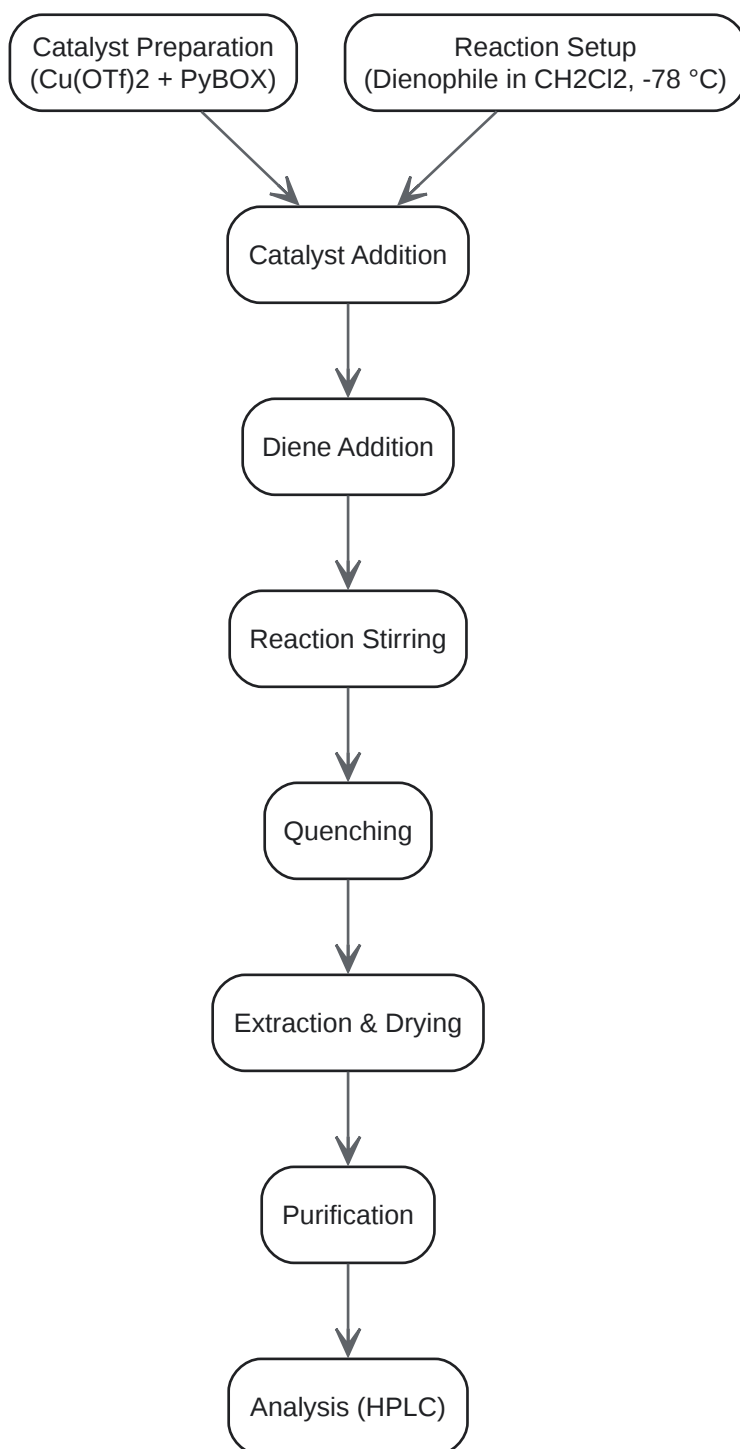 Catalyst Preparation
(Cu(OTf)2 + PyBOX)
Reaction Setup
(Dienophile in CH2Cl2, -78 °C)
Catalyst Addition
Diene Addition
Reaction Stirring
Quenching
Extraction & Drying
Purification
Analysis (HPLC)